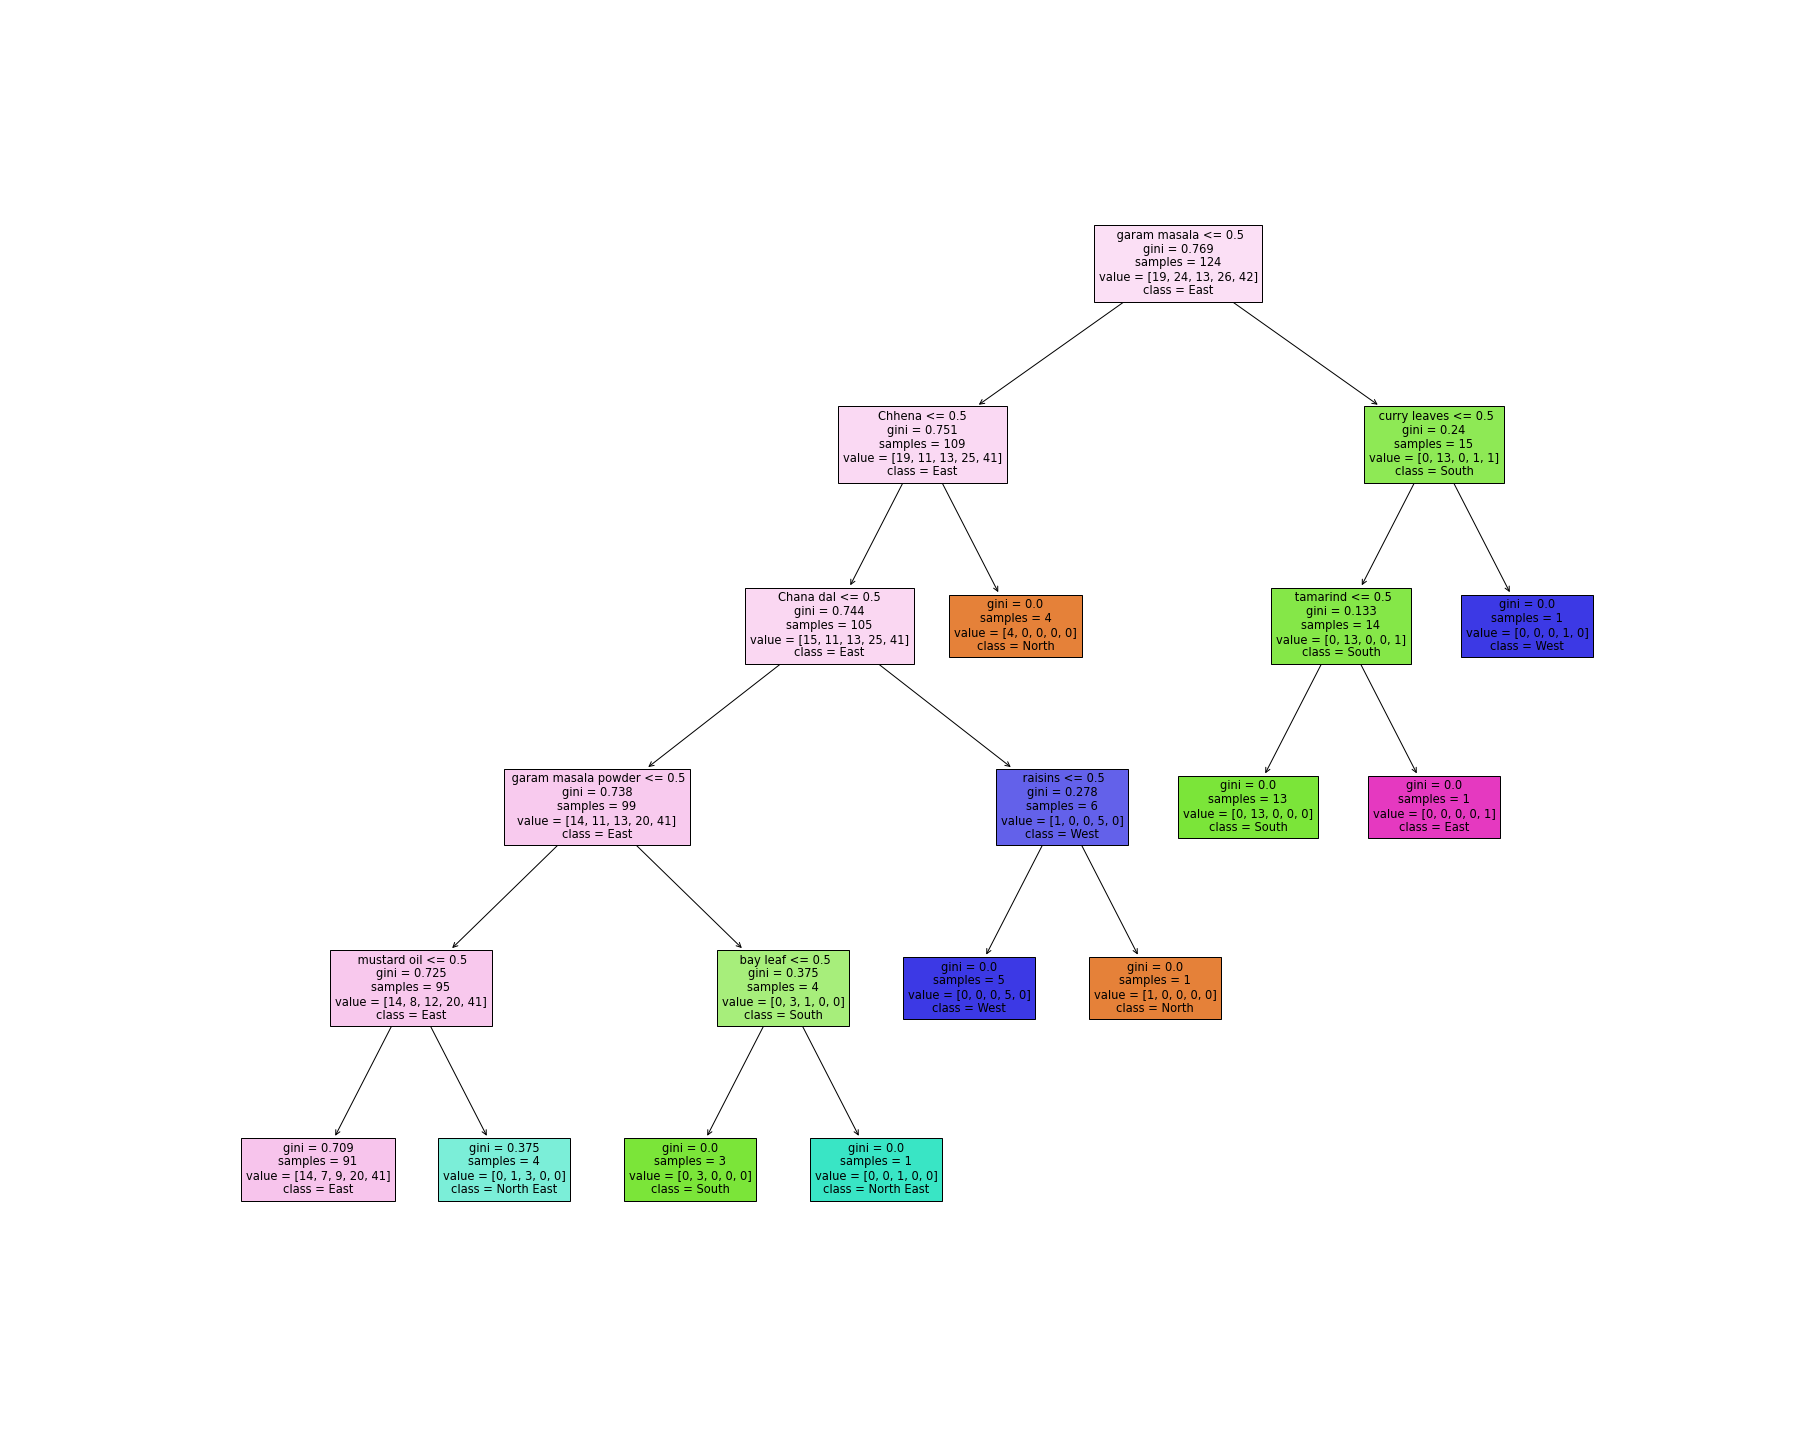 garam masala <= 0.5
gini = 0.769
samples = 124
value = [19, 24, 13, 26, 42]
class = East
Chhena <= 0.5
gini = 0.751
samples = 109
value = [19, 11, 13, 25, 41]
class = East
curry leaves <= 0.5
gini = 0.24
samples = 15
value = [0, 13, 0, 1, 1]
class = South
Chana dal <= 0.5
gini = 0.744
samples = 105
value = [15, 11, 13, 25, 41]
class = East
gini = 0.0
samples = 4
value = [4, 0, 0, 0, 0]
class = North
tamarind <= 0.5
gini = 0.133
samples = 14
value = [0, 13, 0, 0, 1]
class = South
gini = 0.0
samples = 1
value = [0, 0, 0, 1, 0]
class = West
garam masala powder <= 0.5
gini = 0.738
samples = 99
value = [14, 11, 13, 20, 41]
class = East
raisins <= 0.5
gini = 0.278
samples = 6
value = [1, 0, 0, 5, 0]
class = West
gini = 0.0
samples = 13
value = [0, 13, 0, 0, 0]
class = South
gini = 0.0
samples = 1
value = [0, 0, 0, 0, 1]
class = East
mustard oil <= 0.5
gini = 0.725
samples = 95
value = [14, 8, 12, 20, 41]
class = East
bay leaf <= 0.5
gini = 0.375
samples = 4
value = [0, 3, 1, 0, 0]
class = South
gini = 0.0
samples = 5
value = [0, 0, 0, 5, 0]
class = West
gini = 0.0
samples = 1
value = [1, 0, 0, 0, 0]
class = North
gini = 0.709
samples = 91
value = [14, 7, 9, 20, 41]
class = East
gini = 0.375
samples = 4
value = [0, 1, 3, 0, 0]
class = North East
gini = 0.0
samples = 3
value = [0, 3, 0, 0, 0]
class = South
gini = 0.0
samples = 1
value = [0, 0, 1, 0, 0]
class = North East